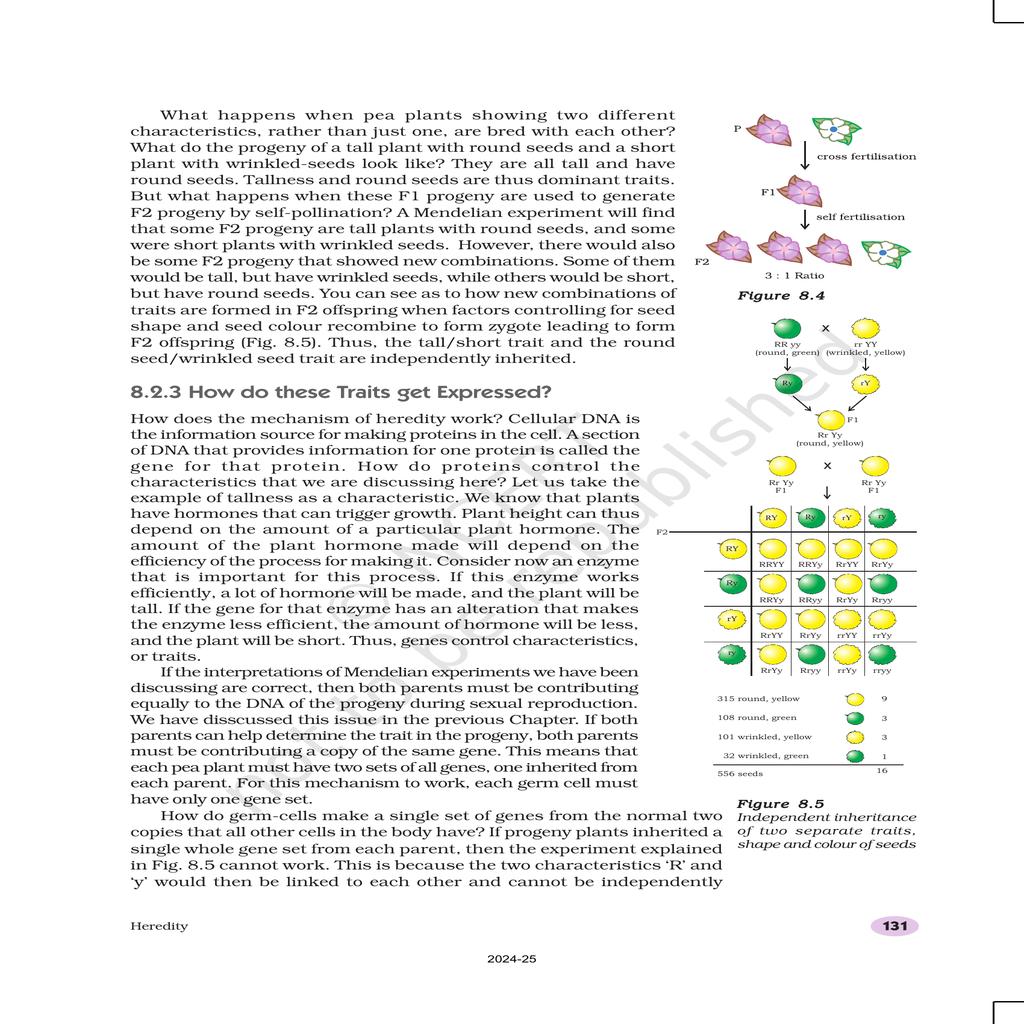 What happens when pea plants showing two different
characteristics, rather than just one, are bred with each other?
What do the progeny of a tall plant with round seeds and a short
plant with wrinkled-seeds look like? They are all tall and have
round seeds. Tallness and round seeds are thus dominant traits.
But what happens when these F1 progeny are used to generate
F2 progeny by self-pollination? A Mendelian experiment will find
that some F2 progeny are tall plants with round seeds, and some
were short plants with wrinkled seeds. However, there would also
be some F2 progeny that showed new combinations. Some of them
would be tall, but have wrinkled seeds, while others would be short,
but have round seeds. You can see as to how new combinations of
traits are formed in F2 offspring when factors controlling for seed
shape and seed colour recombine to form zygote leading to form
F2 offspring (Fig. 8.5). Thus, the tall/short trait and the round
seed/wrinkled seed trait are independently inherited.
8.2.3 How do these Traits get Expressed?
How does the mechanism of heredity work? Cellular DNA is
the information source for making proteins in the cell. A section
of DNA that provides information for one protein is called the
gene for that protein. How do proteins control the
characteristics that we are discussing here? Let us take the
example of tallness as a characteristic. We know that plants
have hormones that can trigger growth. Plant height can thus
depend on the amount of a particular plant hormone. The
amount of the plant hormone made will depend on the
efficiency of the process for making it. Consider now an enzyme
that is important for this process. If this enzyme works
efficiently, a lot of hormone will be made, and the plant will be
tall. If the gene for that enzyme has an alteration that makes
the enzyme less efficient, the amount of hormone will be less,
and the plant will be short. Thus, genes control characteristics,
or traits.
If the interpretations of Mendelian experiments we have been
discussing are correct, then both parents must be contributing
equally to the DNA of the progeny during sexual reproduction.
We have disscussed this issue in the previous Chapter. If both
parents can help determine the trait in the progeny, both parents
must be contributing a copy of the same gene. This means that
each pea plant must have two sets of all genes, one inherited from
each parent. For this mechanism to work, each germ cell must
have only one gene set.
How do germ-cells make a single set of genes from the normal two
copies that all other cells in the body have? If progeny plants inherited a
single whole gene set from each parent, then the experiment explained
in Fig. 8.5 cannot work. This is because the two characteristics ‘R’ and
‘y’ would then be linked to each other and cannot be independently
P
cross fertilisation
F1
self fertilisation
F2
3 : 1 Ratio
Figure 8.4
x
RR yy rr YY
(round, green) (wrinkled, yellow)
Ry rY
F1
Rr Yy
(round, yellow)
x
Rr Yy Rr Yy
F1 F1
RY Ry rY ry
F2
RY
RRYY RRYy RrYY RrYy
Ry
RRYy RRyy RrYy Rryy
rY
RrYY RrYy rrYY rrYy
ry
RrYy Rryy rrYy rryy
315 round, yellow 9
108 round, green 3
101 wrinkled, yellow 3
32 wrinkled, green 1
556 seeds 16
Figure 8.5
Independent inheritance
of two separate traits,
shape and colour of seeds
© NCERT
not to be republished
Heredity 131
2024-25